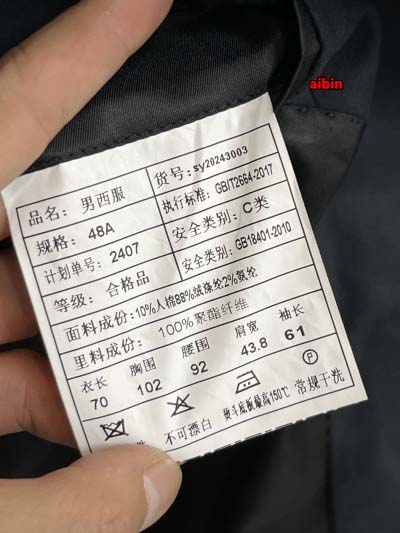 aibin
品名: 男西服
货号: sy20243003
规格: 48A
执行标准: GB/T2664-2017
计划单号: 2407
安全类别: C类
等级: 合格品
安全类别: GB18401-2010
面料成份: 10%人棉88%绒涤纶2%氨纶
里料成份: 100%聚酯纤维
衣长 胸围 腰围 肩宽 袖长
70 102 92 43.8 61
P
不可漂白 熨斗底板最高150℃ 常规干洗